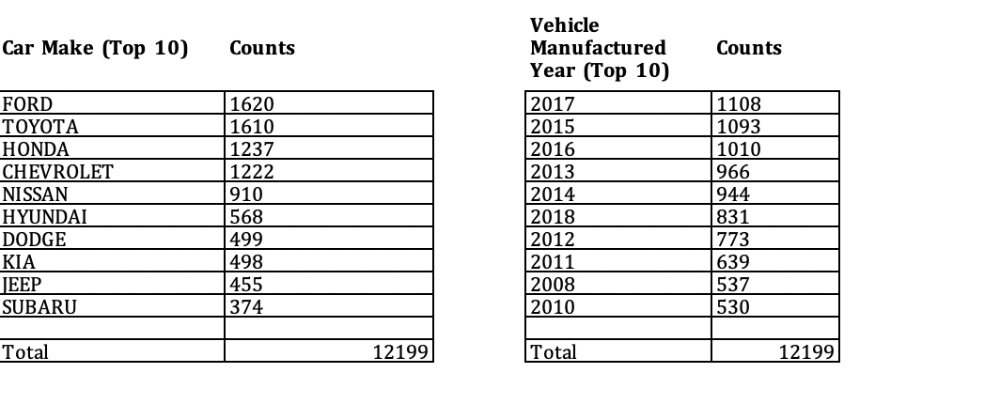 Car Make (Top 10) Counts
FORD 1620
TOYOTA 1610
HONDA 1237
CHEVROLET 1222
NISSAN 910
HYUNDAI 568
DODGE 499
KIA 498
JEEP 455
SUBARU 374
Total 12199
Vehicle
Manufactured Counts
Year (Top 10)
2017 1108
2015 1093
2016 1010
2013 966
2014 944
2018 831
2012 773
2011 639
2008 537
2010 530
Total 12199